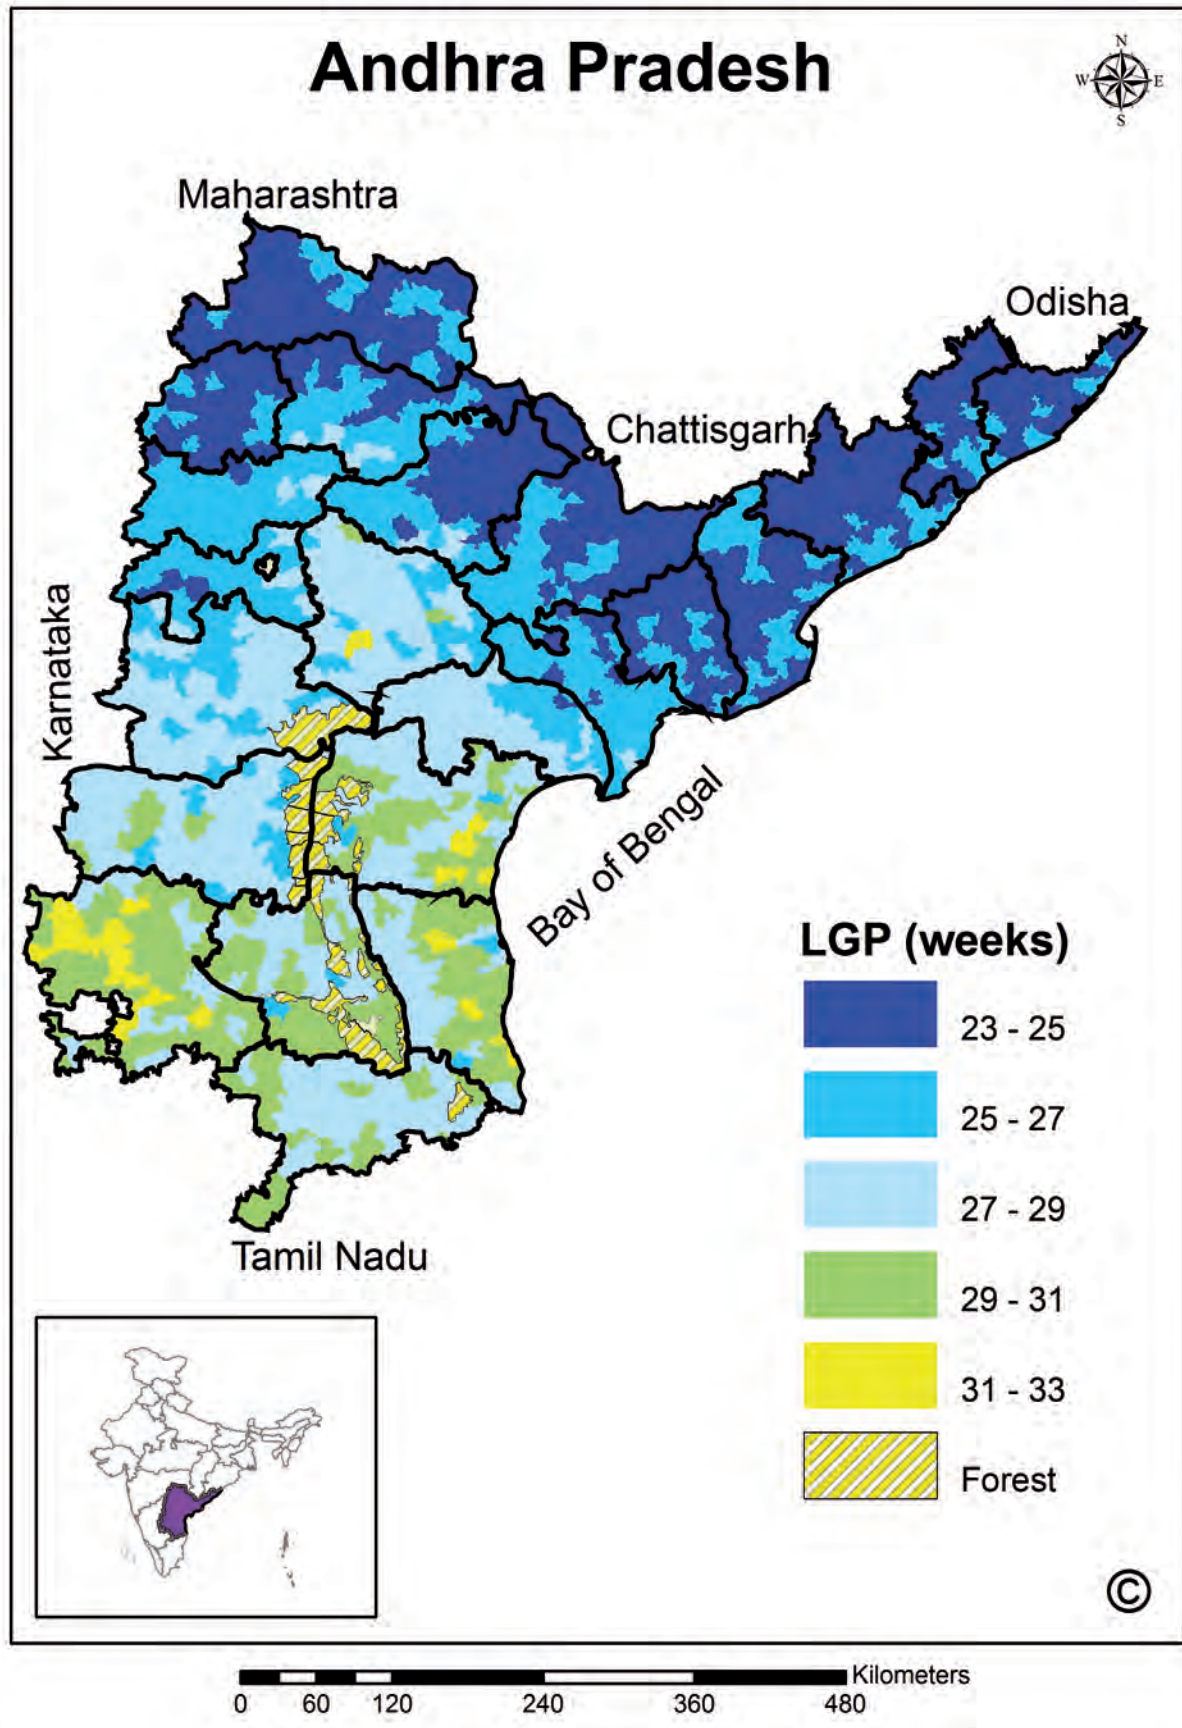 Andhra Pradesh
N
W E
S
Maharashtra
Odisha
Chattisgarh
Karnataka
Bay of Bengal
Tamil Nadu
LGP (weeks)
23 - 25
25 - 27
27 - 29
29 - 31
31 - 33
Forest
©
Kilometers
0 60 120 240 360 480